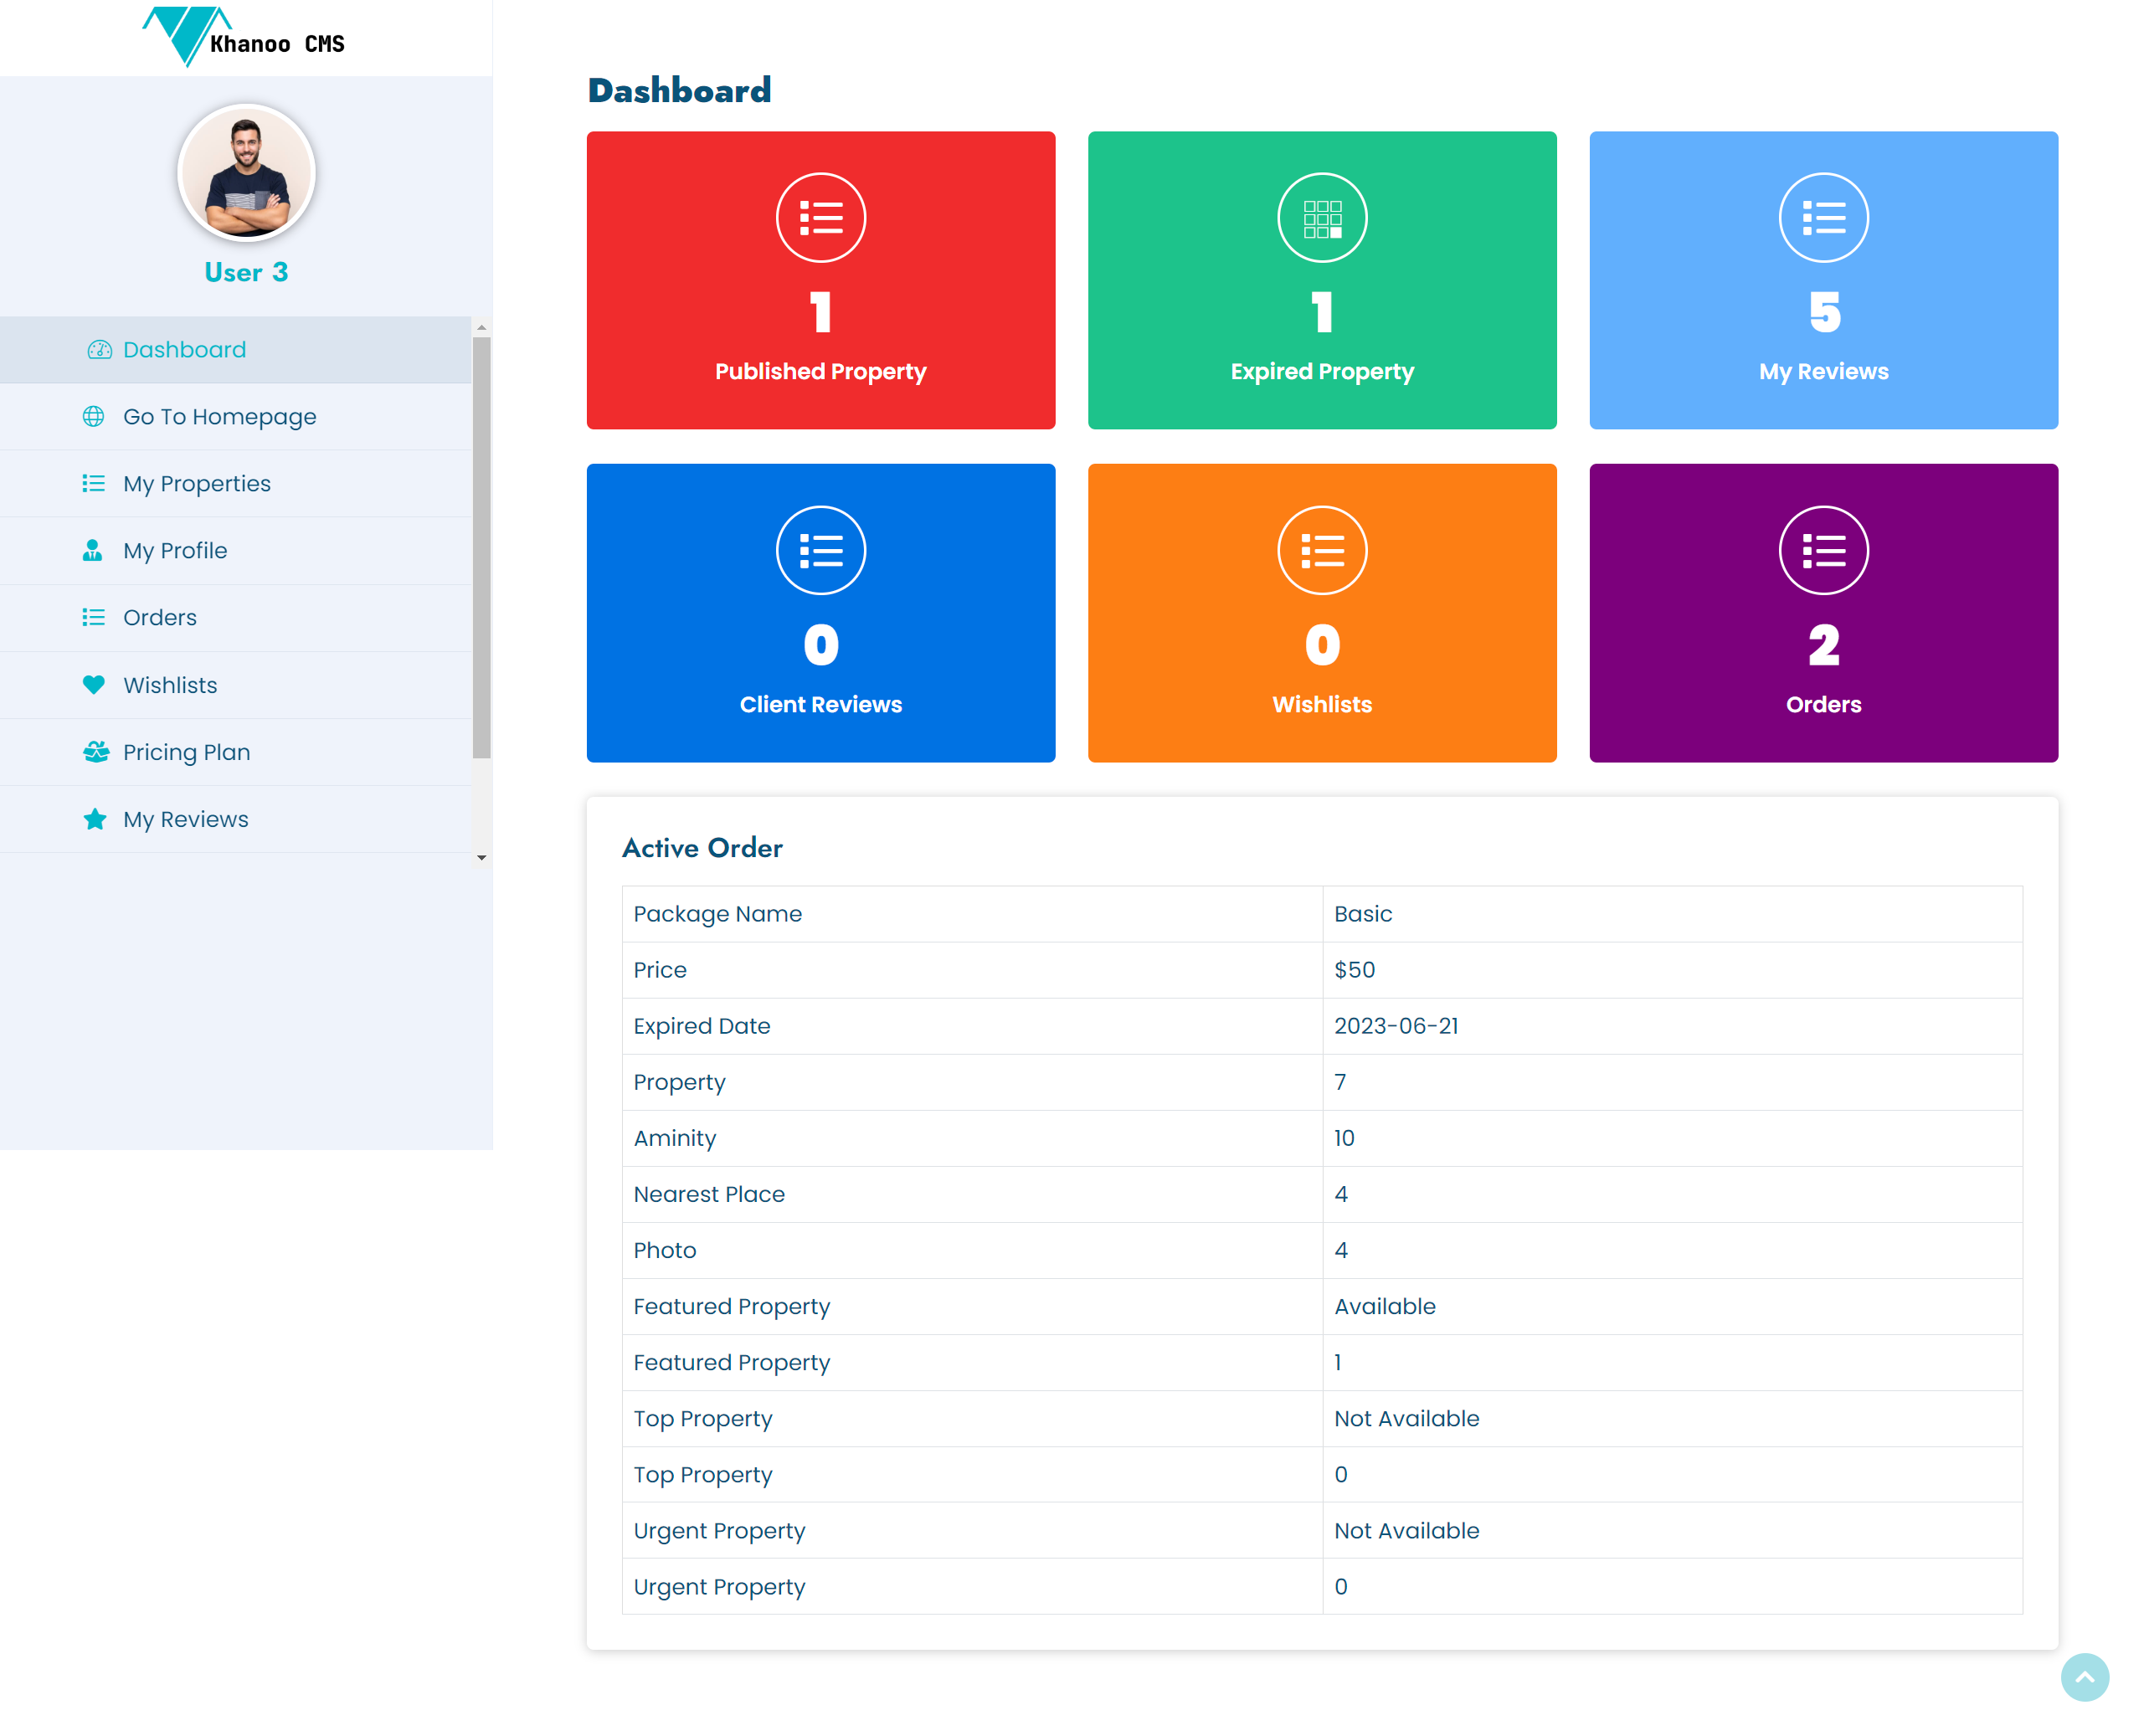 Khanoo CMS
User 3
Dashboard
Go To Homepage
My Properties
My Profile
Orders
Wishlists
Pricing Plan
My Reviews
Dashboard
1
Published Property
1
Expired Property
5
My Reviews
0
Client Reviews
0
Wishlists
2
Orders
Active Order
Package Name Basic
Price $50
Expired Date 2023-06-21
Property 7
Aminity 10
Nearest Place 4
Photo 4
Featured Property Available
Featured Property 1
Top Property Not Available
Top Property 0
Urgent Property Not Available
Urgent Property 0